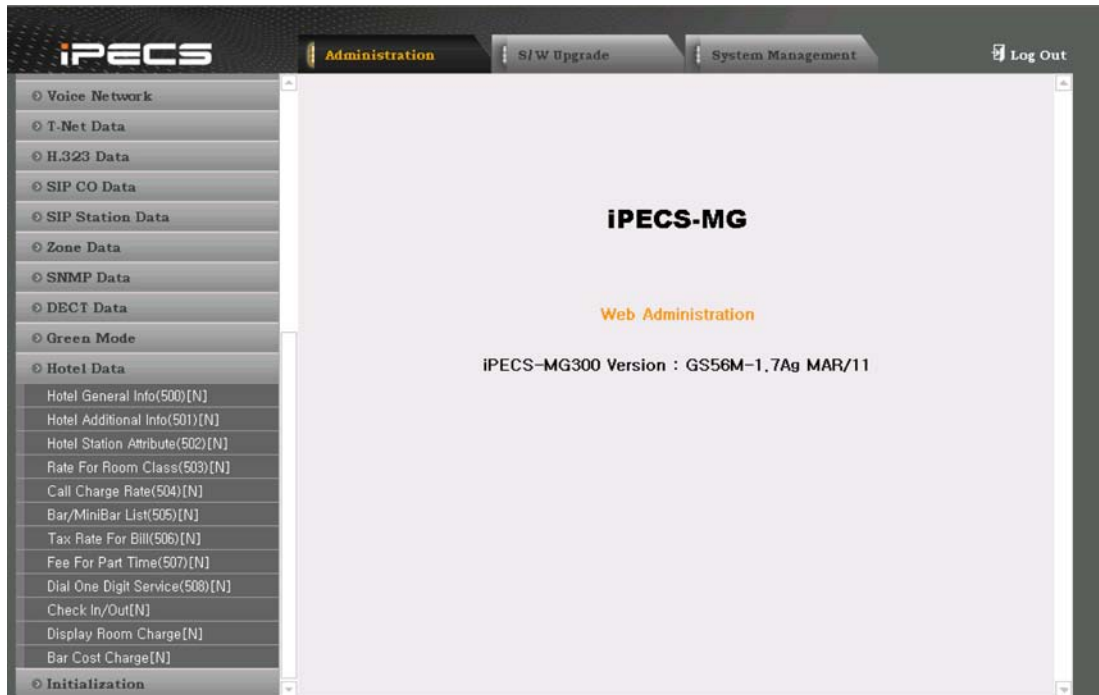 iPECS
Administration
S/W Upgrade
System Management
Log Out
Voice Network
T-Net Data
H.323 Data
SIP CO Data
SIP Station Data
Zone Data
SNMP Data
DECT Data
Green Mode
Hotel Data
Hotel General Info(500)[N]
Hotel Additional Info(501)[N]
Hotel Station Attribute(502)[N]
Rate For Room Class(503)[N]
Call Charge Rate(504)[N]
Bar/MiniBar List(505)[N]
Tax Rate For Bill(506)[N]
Fee For Part Time(507)[N]
Dial One Digit Service(508)[N]
Check In/Out[N]
Display Room Charge[N]
Bar Cost Charge[N]
Initialization
iPECS-MG
Web Administration
iPECS-MG300 Version : GS56M-1.7Ag MAR/11